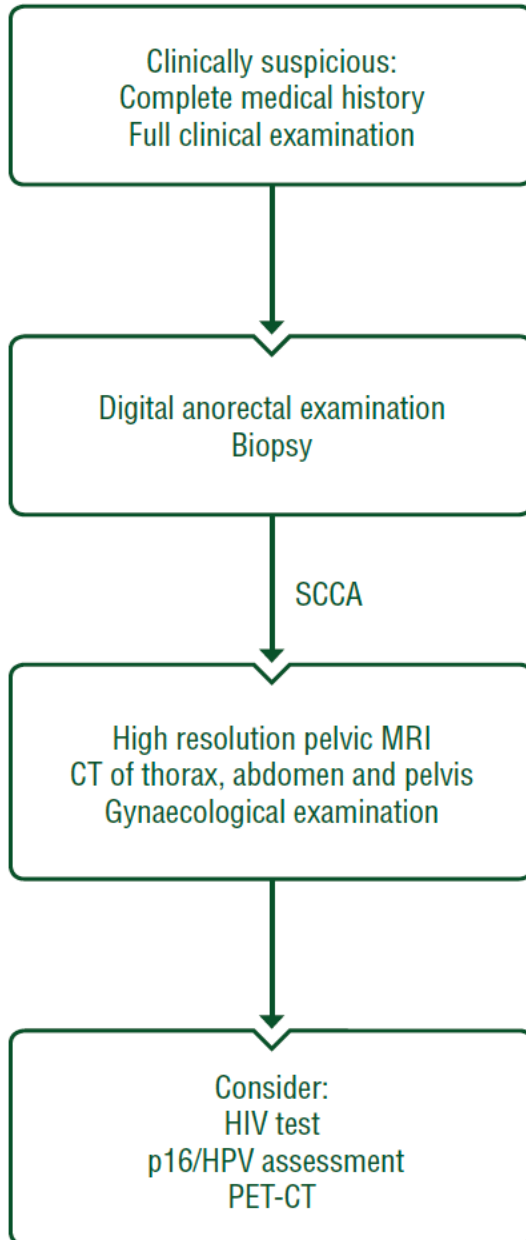 Clinically suspicious:
Complete medical history
Full clinical examination
Digital anorectal examination
Biopsy
SCCA
High resolution pelvic MRI
CT of thorax, abdomen and pelvis
Gynaecological examination
Consider:
HIV test
p16/HPV assessment
PET-CT